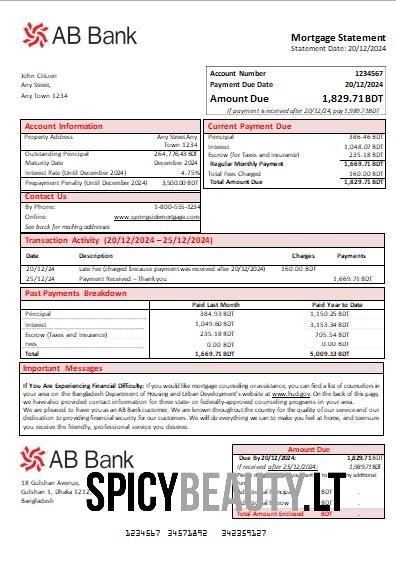 AB Bank
Mortgage Statement
Statement Date: 20/12/2024
John Citizen
Any Street,
Any Town 1234
Account Number 1234567
Payment Due Date 20/12/2024
Amount Due 1,829.71BDT
If payment is received after 20/12/24, pay 1,989.71BDT
Account Information
Property Address Any Street Any
Town 1234
Outstanding Principal 264,776.43 BDT
Maturity Date December 2024
Interest Rate (Until December 2024) 4.75%
Prepayment Penalty (Until December 2024) 3,500.00 BDT
Contact Us
By Phone: 1-800-555-1234
Online: www.springsidemortgage.com
See back for mailing addresses
Current Payment Due
Principal 386.46 BDT
Interest 1,048.07 BDT
Escrow (for Taxes and Insurance) 235.18 BDT
Regular Monthly Payment 1,669.71 BDT
Total Fees Charged 160.00 BDT
Total Amount Due 1,829.71 BDT
Transaction Activity (20/12/2024 – 25/12/2024)
Date Description Charges Payments
20/12/24 Late Fee (charged because payment was received after 20/12/2024) 160.00 BDT
25/12/24 Payment Received – Thank you 1,669.71 BDT
Past Payments Breakdown
Paid Last Month Paid Year to Date
Principal 384.93 BDT 1,150.25 BDT
Interest 1,049.60 BDT 3,153.34 BDT
Escrow (Taxes and Insurance) 235.18 BDT 705.54 BDT
Fees 0.00 BDT 0.00 BDT
Total 1,669.71 BDT 5,009.13 BDT
Important Messages
If You Are Experiencing Financial Difficulty: If you would like mortgage counseling or assistance, you can find a list of counselors in
your area on the Bangladesh Department of Housing and Urban Development's website at www.hud.gov. On the back of this page,
we have also provided contact information for three state- or federally-approved counseling programs in your area.
We are pleased to have you as an AB Bank customer. We are known throughout the country for the quality of our service and our
dedication to providing financial security for our customers. We will do everything we can to make you feel at home, and to ensure
you receive the friendly, professional service you deserve.
AB Bank
18 Gulshan Avenue,
Gulshan 1, Dhaka 1212,
Bangladesh
Amount Due
Due By 20/12/2024: 1,829.71 BDT
If received after 25/12/2024: 1,989.71 BDT
additional
Additional Principal BDT
BDT
Total Amount Enclosed BDT
SPICYBEAUTY.LT
1234567 34571892 342359127